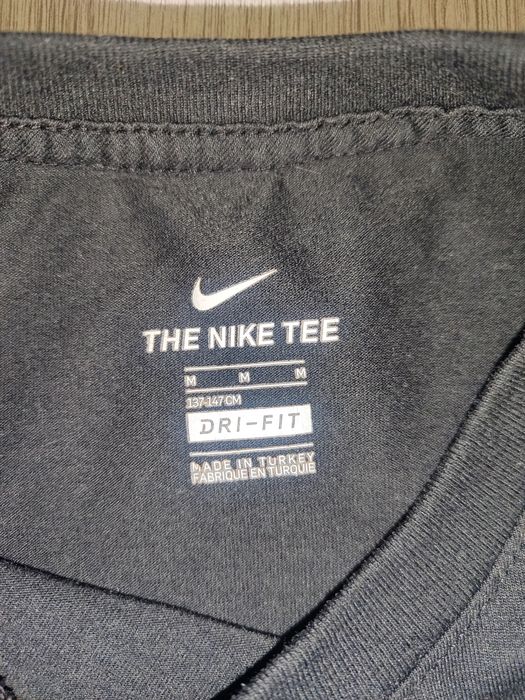 THE NIKE TEE
M M M
137-147 CM
DRI-FIT
MADE IN TURKEY
FABRIQUE EN TURQUIE